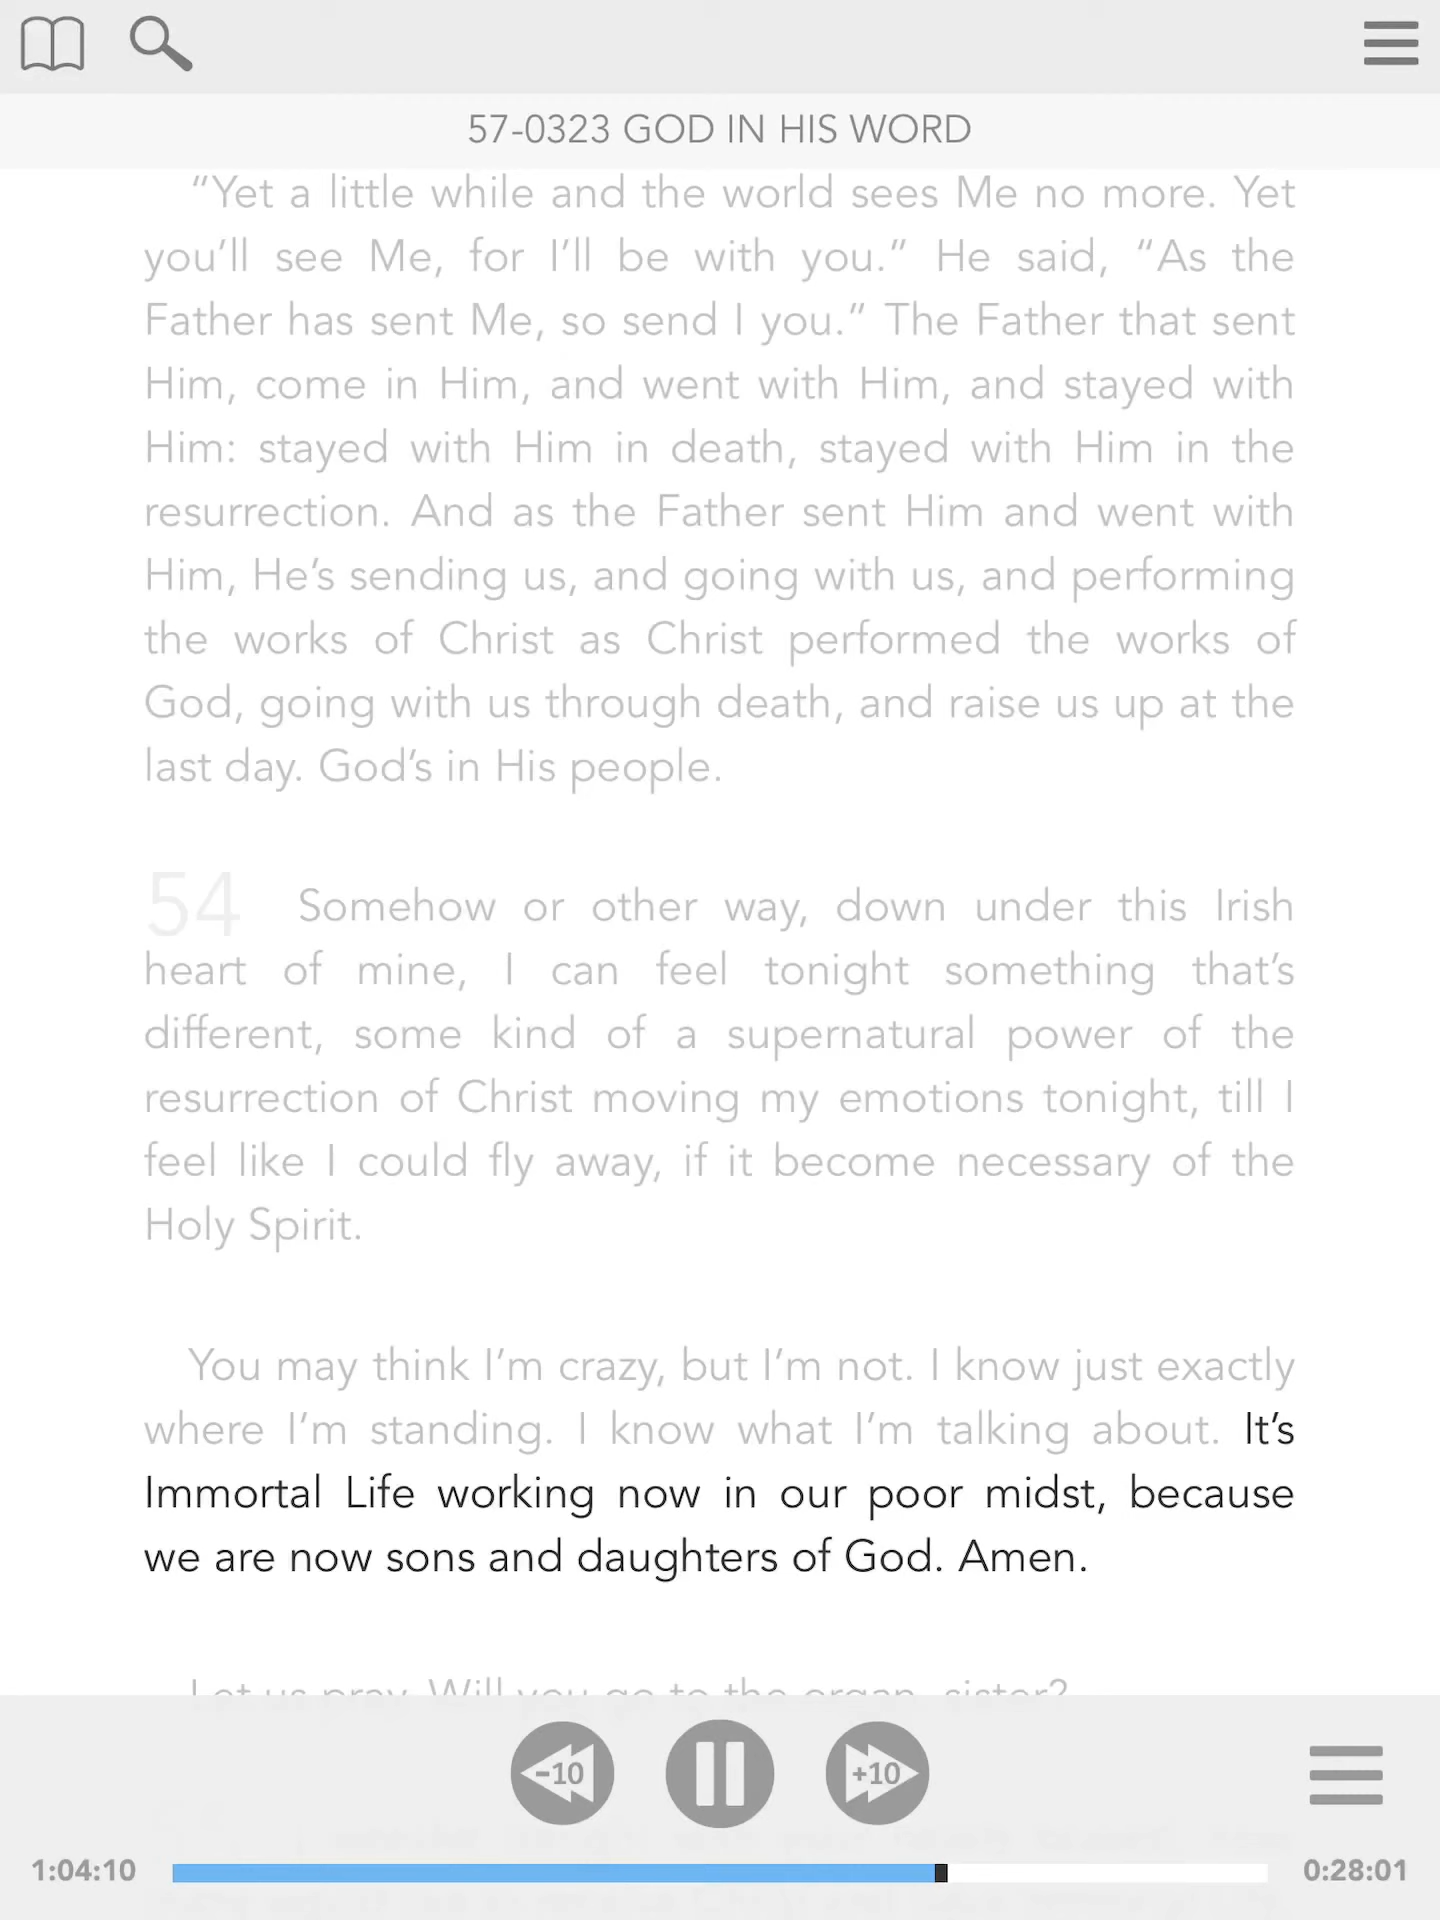 57-0323 GOD IN HIS WORD
“Yet a little while and the world sees Me no more. Yet
you’ll see Me, for I’ll be with you.” He said, “As the
Father has sent Me, so send I you.” The Father that sent
Him, come in Him, and went with Him, and stayed with
Him: stayed with Him in death, stayed with Him in the
resurrection. And as the Father sent Him and went with
Him, He’s sending us, and going with us, and performing
the works of Christ as Christ performed the works of
God, going with us through death, and raise us up at the
last day. God’s in His people.
54 Somehow or other way, down under this Irish
heart of mine, I can feel tonight something that’s
different, some kind of a supernatural power of the
resurrection of Christ moving my emotions tonight, till I
feel like I could fly away, if it become necessary of the
Holy Spirit.
You may think I’m crazy, but I’m not. I know just exactly
where I’m standing. I know what I’m talking about. It’s
Immortal Life working now in our poor midst, because
we are now sons and daughters of God. Amen.
Let us pray. Will you go to the organ, sister?
-10 +10
1:04:10 0:28:01